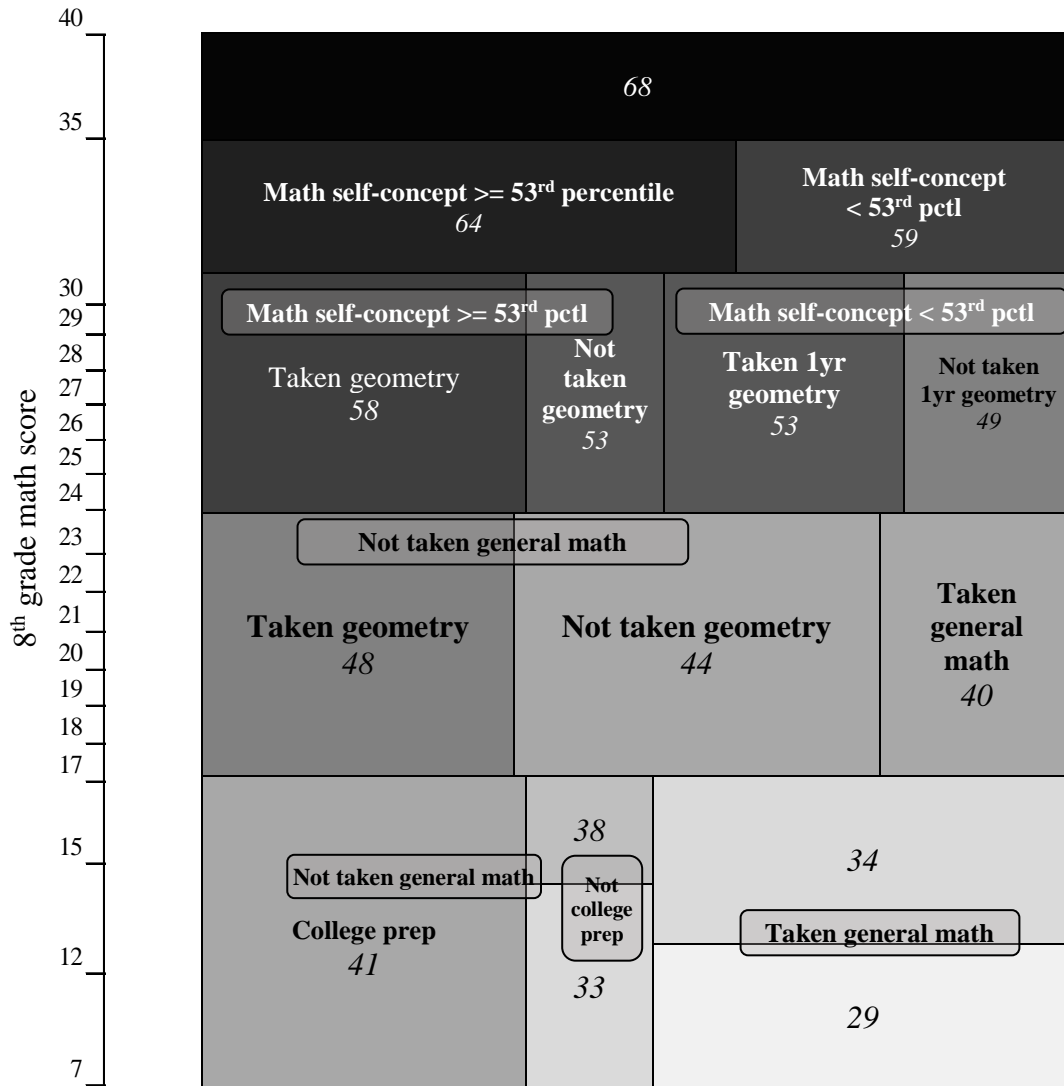 40
68
35
Math self-concept >= 53rd percentile
64
Math self-concept
< 53rd pctl
59
30
29
28
27
26
25
24
Math self-concept >= 53rd pctl
Taken geometry
58
Not
taken
geometry
53
Math self-concept < 53rd pctl
Taken 1yr
geometry
53
Not taken
1yr geometry
49
8th grade math score
23
22
21
20
19
18
17
Not taken general math
Taken geometry
48
Not taken geometry
44
Taken
general
math
40
15
12
7
Not taken general math
College prep
41
38
Not
college
prep
33
34
Taken general math
29